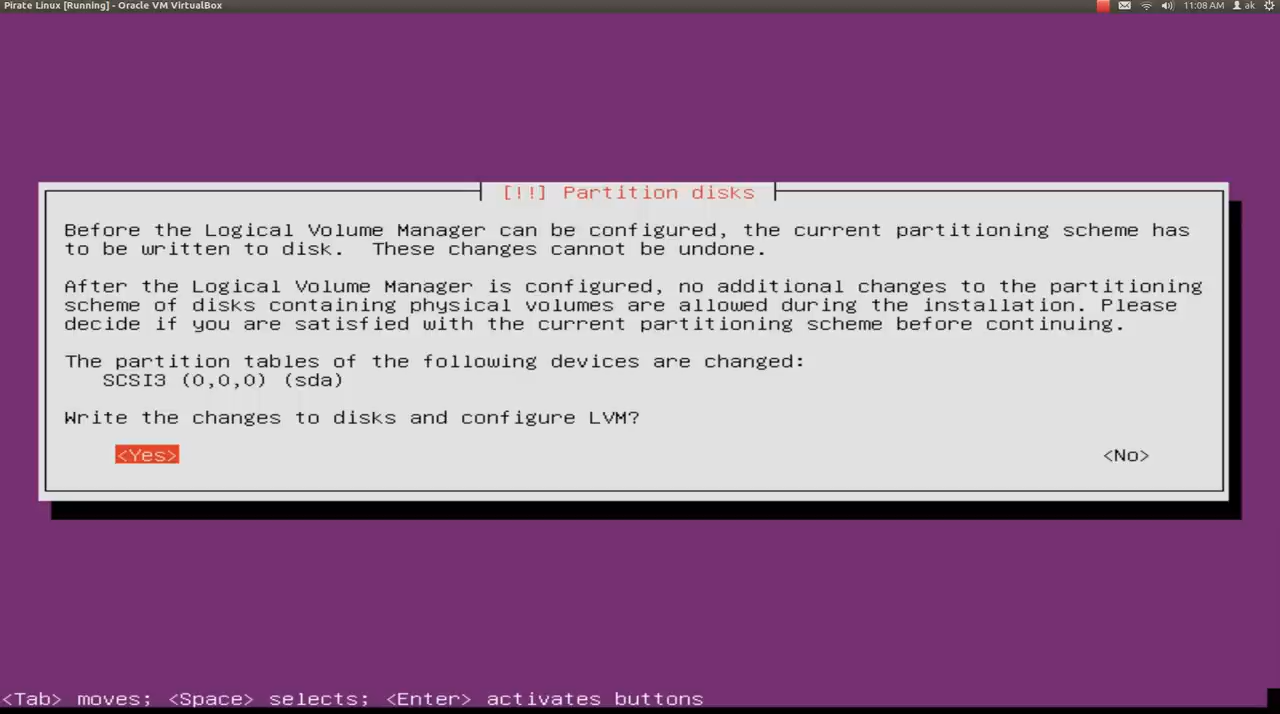 Pirate Linux [Running] - Oracle VM VirtualBox
11:08 AM ak
[!!] Partition disks
Before the Logical Volume Manager can be configured, the current partitioning scheme has
to be written to disk.  These changes cannot be undone.
After the Logical Volume Manager is configured, no additional changes to the partitioning
scheme of disks containing physical volumes are allowed during the installation. Please
decide if you are satisfied with the current partitioning scheme before continuing.
The partition tables of the following devices are changed:
SCSI3 (0,0,0) (sda)
Write the changes to disks and configure LVM?
<Yes> <No>
<Tab> moves; <Space> selects; <Enter> activates buttons